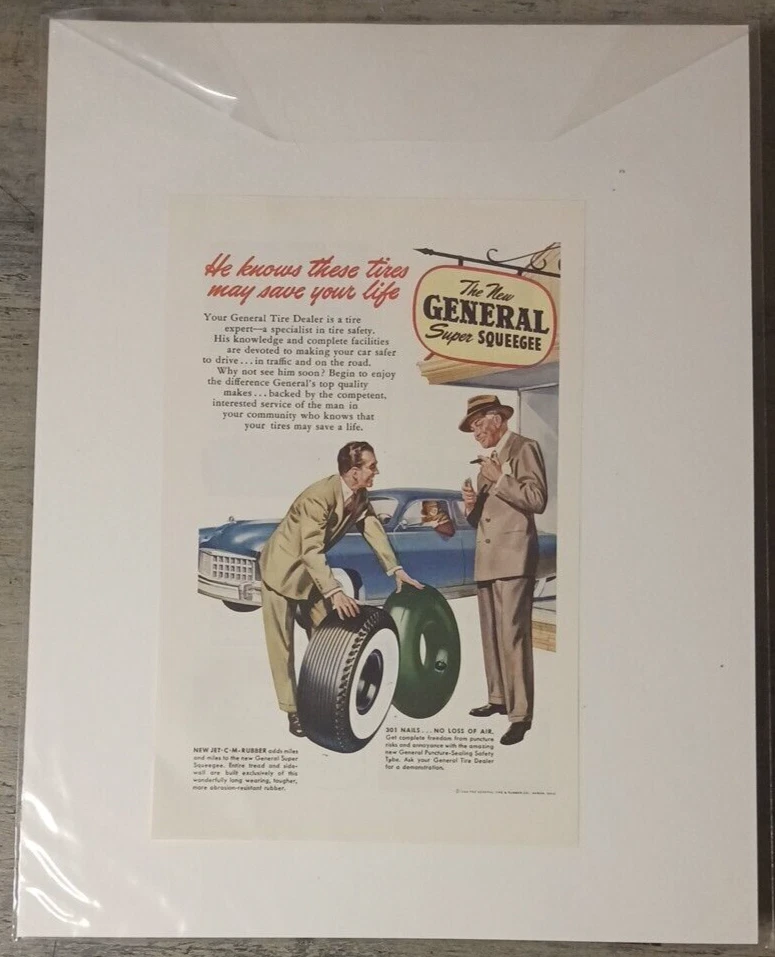 He knows these tires
may save your life
Your General Tire Dealer is a tire
expert—a specialist in tire safety.
His knowledge and complete facilities
are devoted to making your car safer
to drive...in traffic and on the road.
Why not see him soon? Begin to enjoy
the difference General's top quality
makes...backed by the competent,
interested service of the man in
your community who knows that
your tires may save a life.
The New
GENERAL
Super SQUEEGEE
NEW JET-C-M-RUBBER adds miles
and miles to the new General Super
Squeegee. Entire tread and side-
wall are built exclusively of this
wonderfully long wearing, tougher,
more abrasion-resistant rubber.
301 NAILS...NO LOSS OF AIR.
Get complete freedom from puncture
risks and annoyance with the amazing
new General Puncture-Sealing Safety
Tube. Ask your General Tire Dealer
for a demonstration.